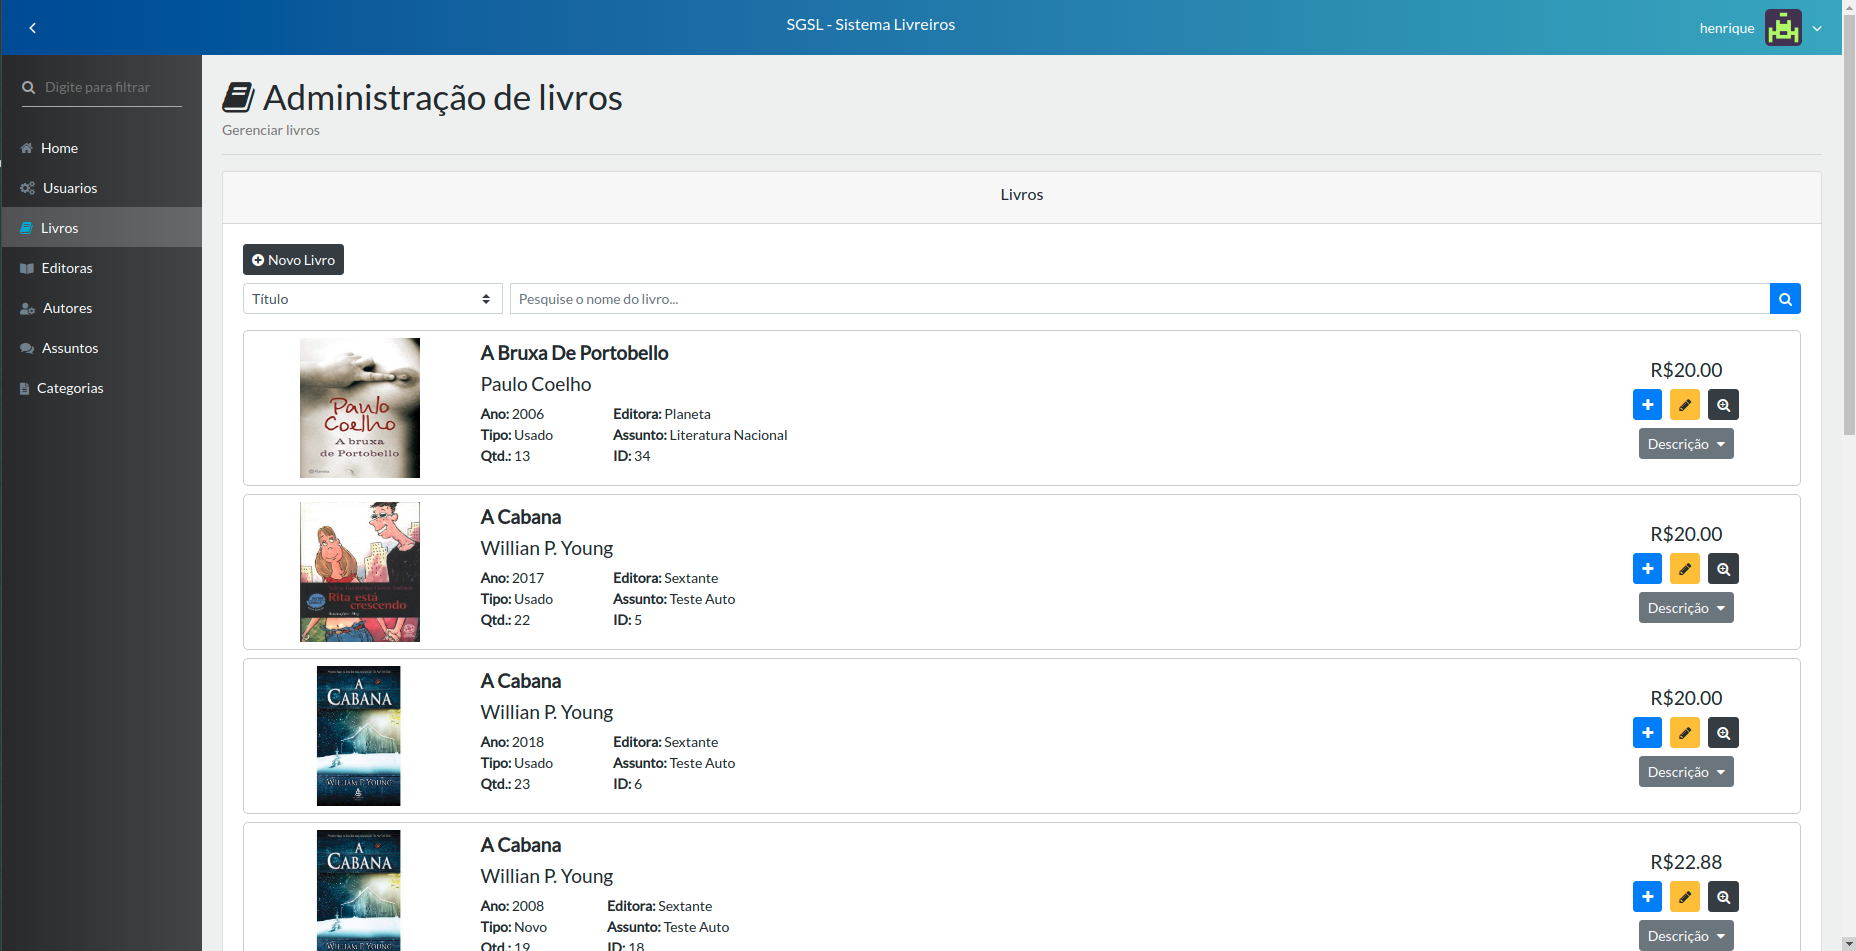 SGSL - Sistema Livreiros
henrique
Digite para filtrar
Home
Usuarios
Livros
Editoras
Autores
Assuntos
Categorias
Administração de livros
Gerenciar livros
Livros
Novo Livro
Título
Pesquise o nome do livro...
Paulo
Coelho
A bruxa
de Portobello
Planeta
A Bruxa De Portobello
Paulo Coelho
Ano: 2006 Editora: Planeta
Tipo: Usado Assunto: Literatura Nacional
Qtd.: 13 ID: 34
R$20.00
Descrição
Rita está
crescendo
A Cabana
Willian P. Young
Ano: 2017 Editora: Sextante
Tipo: Usado Assunto: Teste Auto
Qtd.: 22 ID: 5
R$20.00
Descrição
A
CABANA
WILLIAM P. YOUNG
A Cabana
Willian P. Young
Ano: 2018 Editora: Sextante
Tipo: Usado Assunto: Teste Auto
Qtd.: 23 ID: 6
R$20.00
Descrição
A
CABANA
WILLIAM P. YOUNG
A Cabana
Willian P. Young
Ano: 2008 Editora: Sextante
Tipo: Novo Assunto: Teste Auto
Qtd.: 19 ID: 18
R$22.88
Descrição